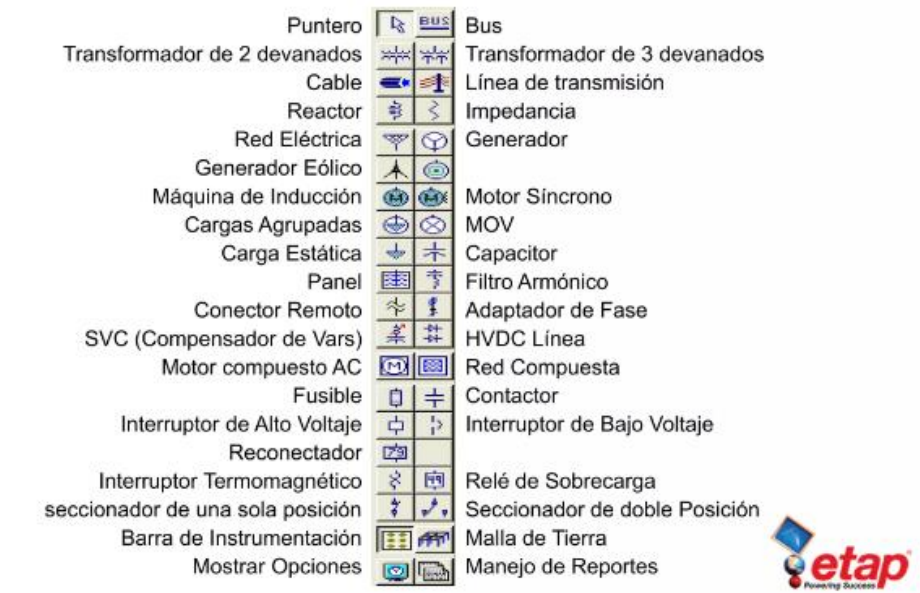 Puntero BUS Bus
Transformador de 2 devanados Transformador de 3 devanados
Cable Línea de transmisión
Reactor Impedancia
Red Eléctrica Generador
Generador Eólico
Máquina de Inducción M M Motor Síncrono
Cargas Agrupadas MOV
Carga Estática Capacitor
Panel Filtro Armónico
Conector Remoto Adaptador de Fase
SVC (Compensador de Vars) HVDC Línea
Motor compuesto AC M Red Compuesta
Fusible Contactor
Interruptor de Alto Voltaje Interruptor de Bajo Voltaje
Reconectador 79
Interruptor Termomagnético 49 Relé de Sobrecarga
seccionador de una sola posición Seccionador de doble Posición
Barra de Instrumentación Malla de Tierra
Mostrar Opciones Manejo de Reportes
etap
Powering Success